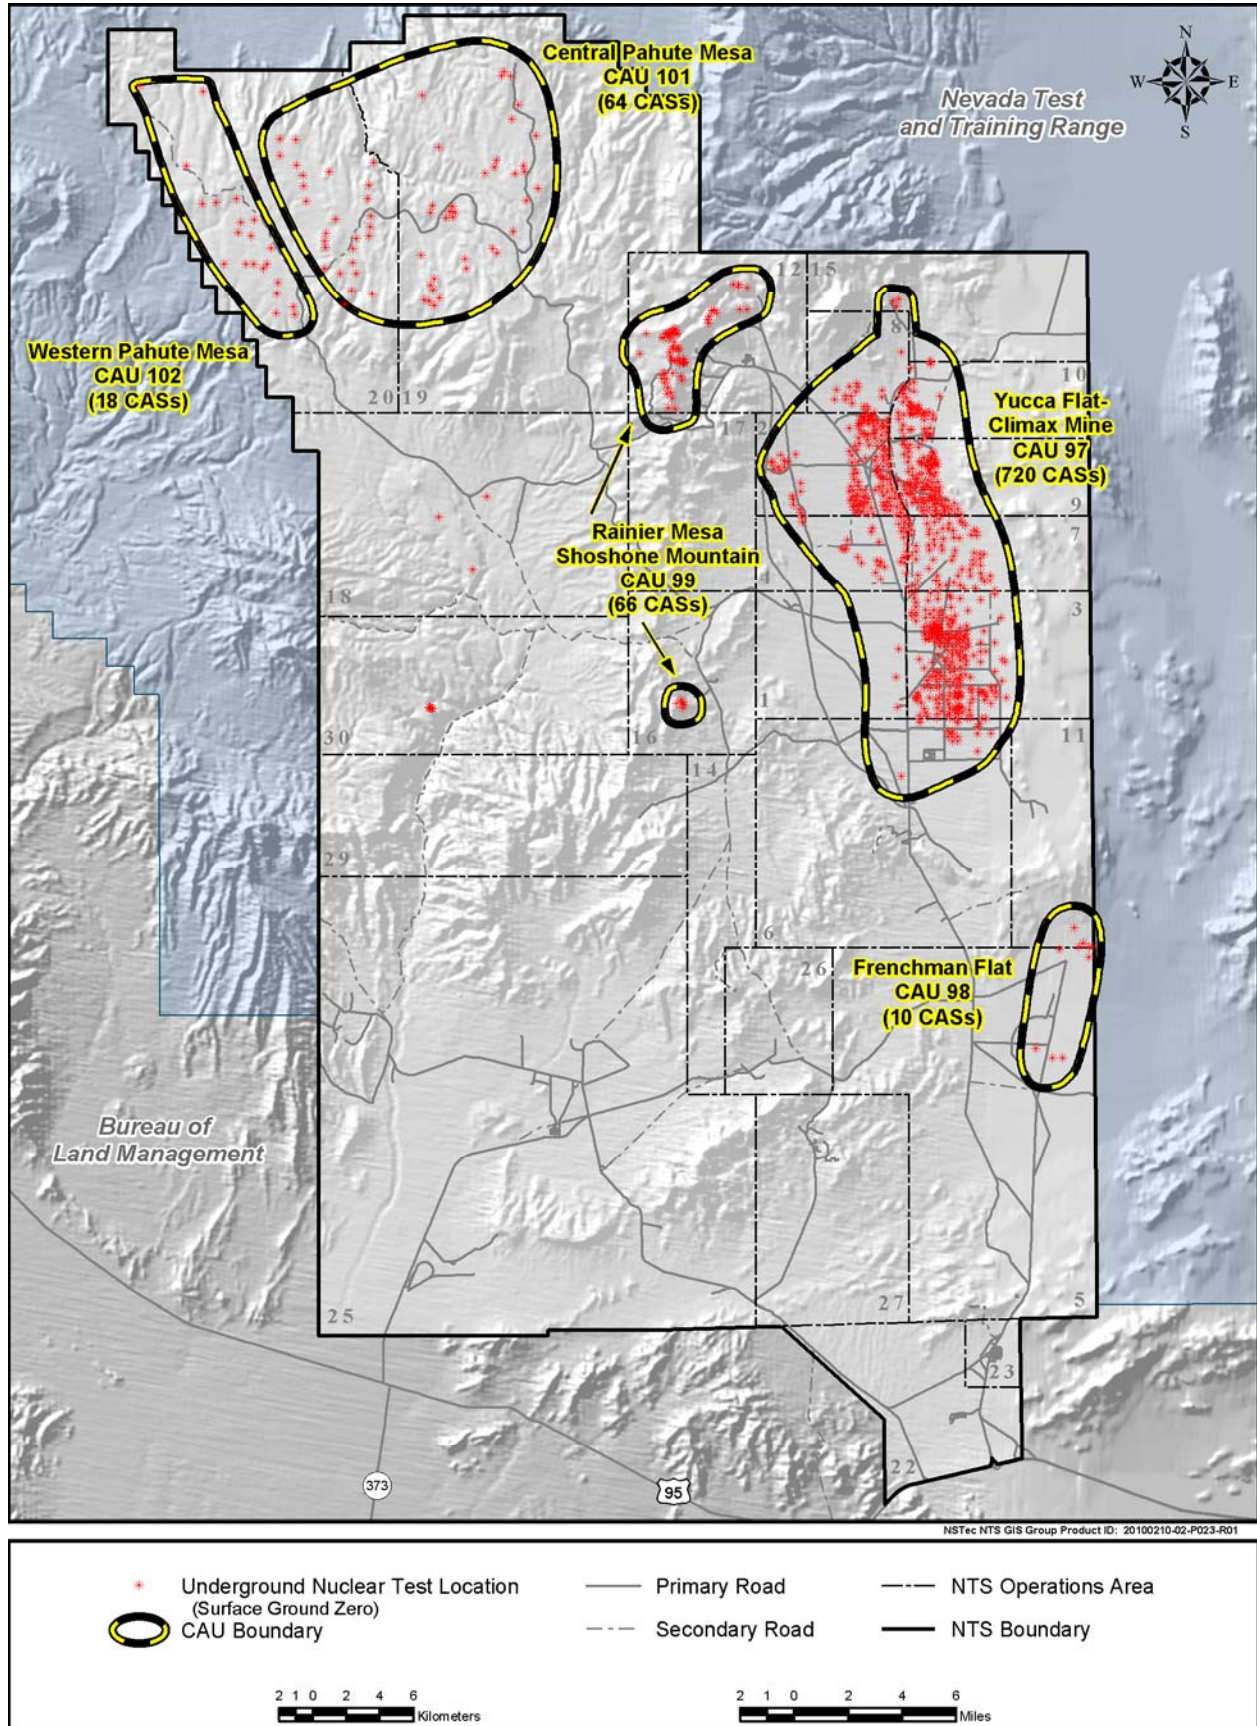 Central Pahute Mesa
CAU 101
(64 CASs)
N
W
E
S
Nevada Test
and Training Range
12
15
8
Western Pahute Mesa
CAU 102
(18 CASs)
20
19
17
2
10
Yucca Flat-
Climax Mine
CAU 97
(720 CASs)
9
7
Rainier Mesa
Shoshone Mountain
CAU 99
(66 CASs)
4
18
3
30
16
1
11
14
29
6
26
Frenchman Flat
CAU 98
(10 CASs)
Bureau of
Land Management
25
27
5
23
22
373
95
NSTec NTS GIS Group Product ID: 20100210-02-P023-R01
Underground Nuclear Test Location
(Surface Ground Zero)
CAU Boundary
Primary Road
Secondary Road
NTS Operations Area
NTS Boundary
2 1 0 2 4 6
Kilometers
2 1 0 2 4 6
Miles